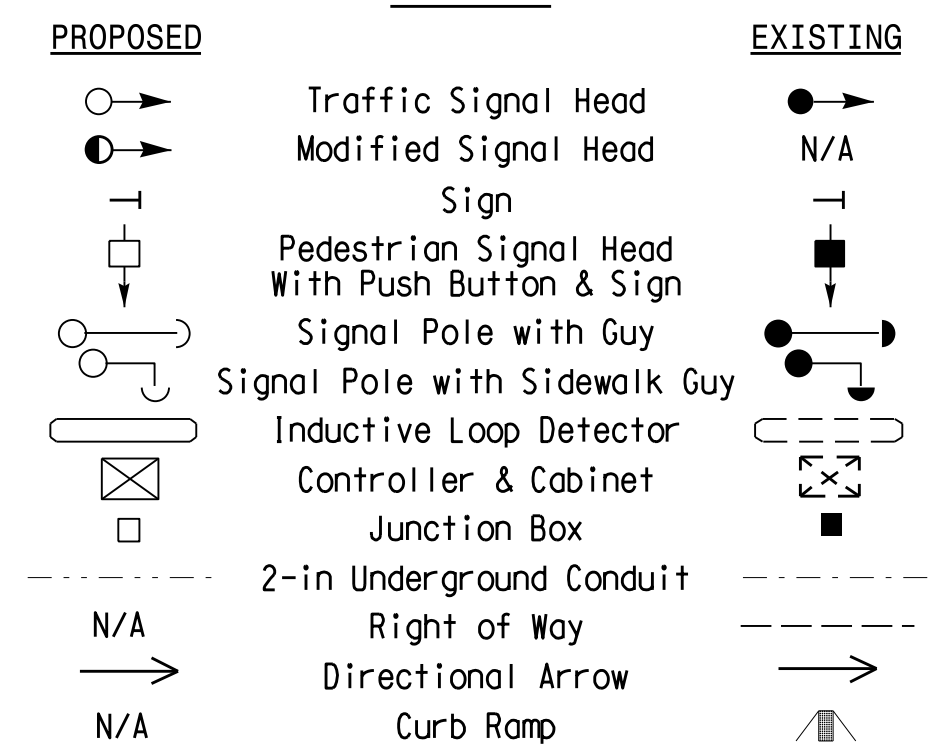 PROPOSED EXISTING
Traffic Signal Head
Modified Signal Head N/A
Sign
Pedestrian Signal Head
With Push Button & Sign
Signal Pole with Guy
Signal Pole with Sidewalk Guy
Inductive Loop Detector
Controller & Cabinet
Junction Box
2-in Underground Conduit
N/A Right of Way
Directional Arrow
N/A Curb Ramp